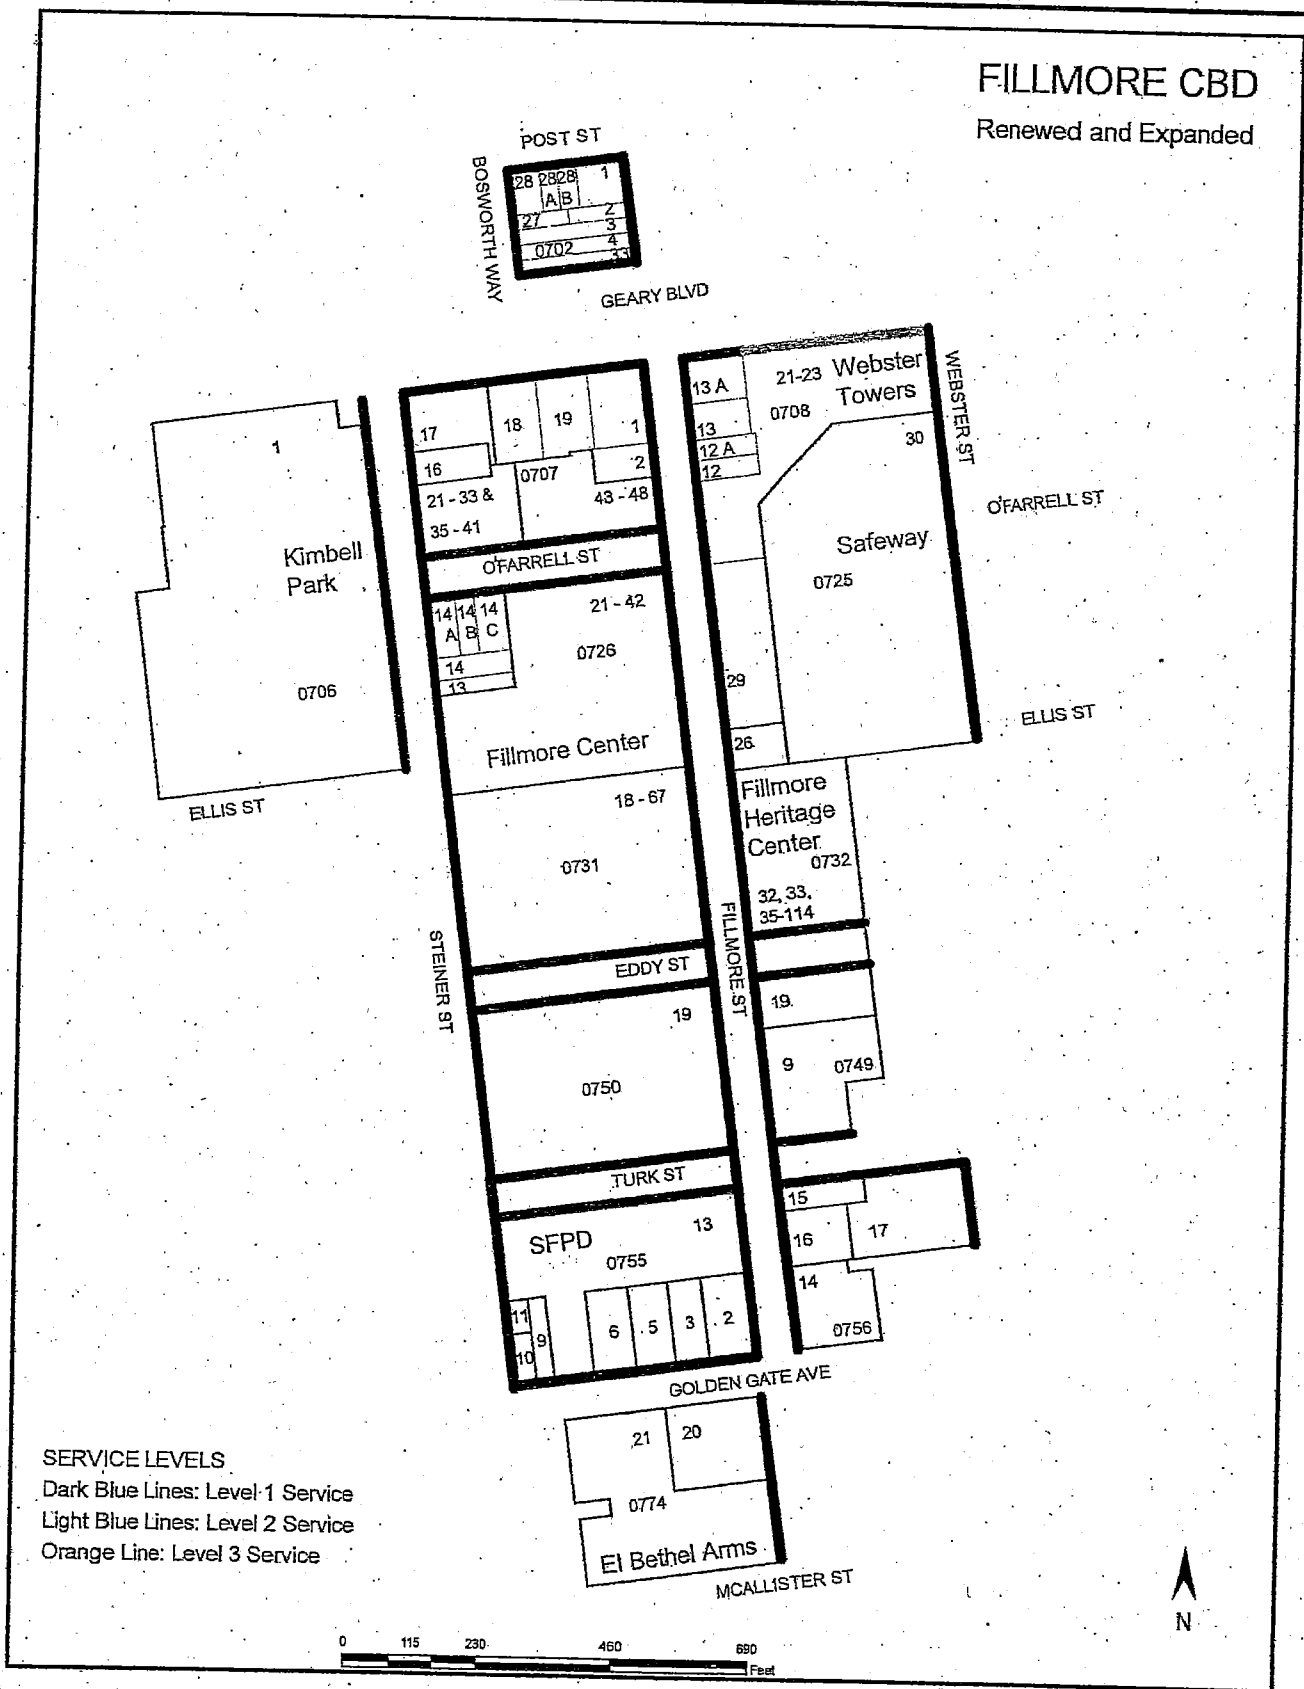 FILLMORE CBD
Renewed and Expanded
POST ST
BOSWORTH WAY
28 28 28 1
A B
27 2
3
0702 4
33
GEARY BLVD
WEBSTER ST
13 A 21-23 Webster
Towers
0708
13
12 A
12
30
O'FARRELL ST
Safeway
0725
29
26
ELLIS ST
17 18 19 1
16 0707 2
21 - 33 & 43 - 48
35 - 41
O'FARRELL ST
1
Kimbell
Park
0706
ELLIS ST
14 14 14 21 - 42
A B C
0726
14
13
Fillmore Center
18 - 67
0731
Fillmore
Heritage
Center
0732
32, 33,
35-114
STEINER ST
FILLMORE ST
EDDY ST
19
0750
19
9 0749
TURK ST
SFPD 13
0755
11
10 9 6 5 3 2
15
16 17
14
0756
GOLDEN GATE AVE
21 20
0774
El Bethel Arms
MCALLISTER ST
SERVICE LEVELS
Dark Blue Lines: Level 1 Service
Light Blue Lines: Level 2 Service
Orange Line: Level 3 Service
N
0 115 230 460 690
Feet